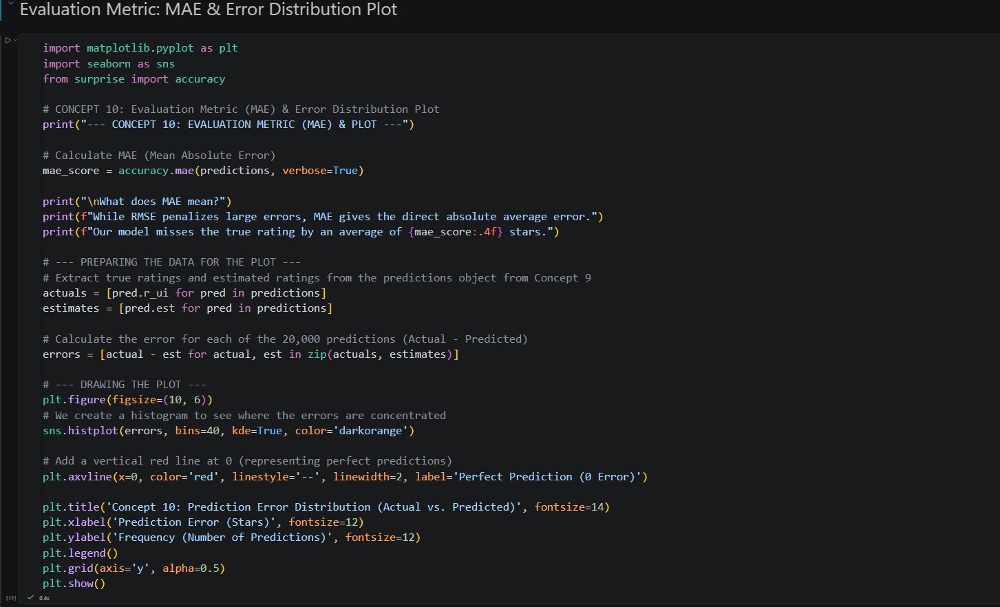 Evaluation Metric: MAE & Error Distribution Plot
import matplotlib.pyplot as plt
import seaborn as sns
from surprise import accuracy
# CONCEPT 10: Evaluation Metric (MAE) & Error Distribution Plot
print("--- CONCEPT 10: EVALUATION METRIC (MAE) & PLOT ---")
# Calculate MAE (Mean Absolute Error)
mae_score = accuracy.mae(predictions, verbose=True)
print("\nWhat does MAE mean?")
print(f"While RMSE penalizes large errors, MAE gives the direct absolute average error.")
print(f"Our model misses the true rating by an average of {mae_score:.4f} stars.")
# --- PREPARING THE DATA FOR THE PLOT ---
# Extract true ratings and estimated ratings from the predictions object from Concept 9
actuals = [pred.r_ui for pred in predictions]
estimates = [pred.est for pred in predictions]
# Calculate the error for each of the 20,000 predictions (Actual - Predicted)
errors = [actual - est for actual, est in zip(actuals, estimates)]
# --- DRAWING THE PLOT ---
plt.figure(figsize=(10, 6))
# We create a histogram to see where the errors are concentrated
sns.histplot(errors, bins=40, kde=True, color='darkorange')
# Add a vertical red line at 0 (representing perfect predictions)
plt.axvline(x=0, color='red', linestyle='--', linewidth=2, label='Perfect Prediction (0 Error)')
plt.title('Concept 10: Prediction Error Distribution (Actual vs. Predicted)', fontsize=14)
plt.xlabel('Prediction Error (Stars)', fontsize=12)
plt.ylabel('Frequency (Number of Predictions)', fontsize=12)
plt.legend()
plt.grid(axis='y', alpha=0.5)
plt.show()
[13] 0.4s